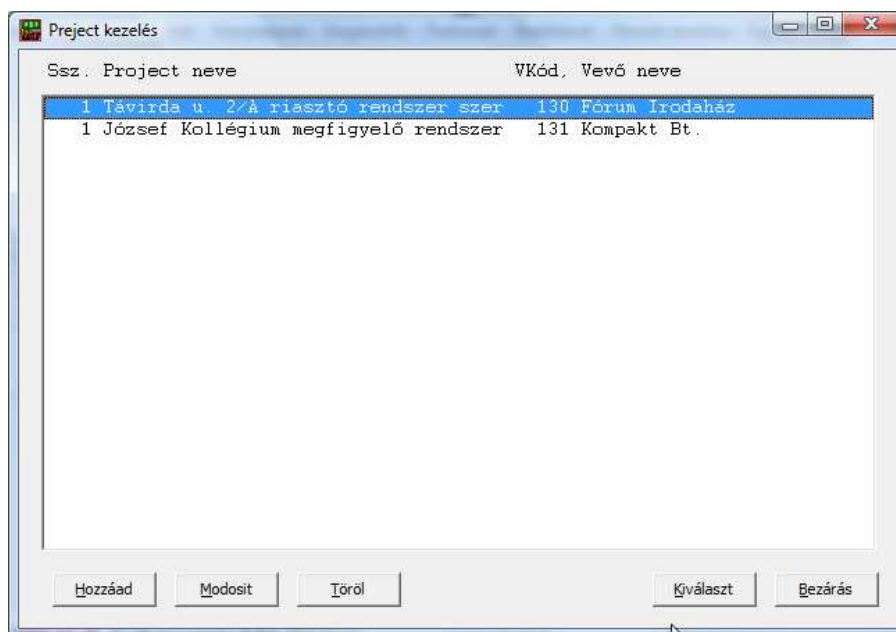 Preject kezelés
Ssz. Project neve VKód, Vevő neve
1 Távirda u. 2/A riasztó rendszer szer 130 Fórum Irodaház
1 József Kollégium megfigyelő rendszer 131 Kompakt Bt.
Hozzáad Modosit Töröl Kiválaszt Bezárás